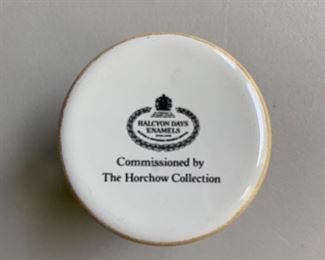 HALCYON DAYS
ENAMELS
Commissioned by
The Horchow Collection